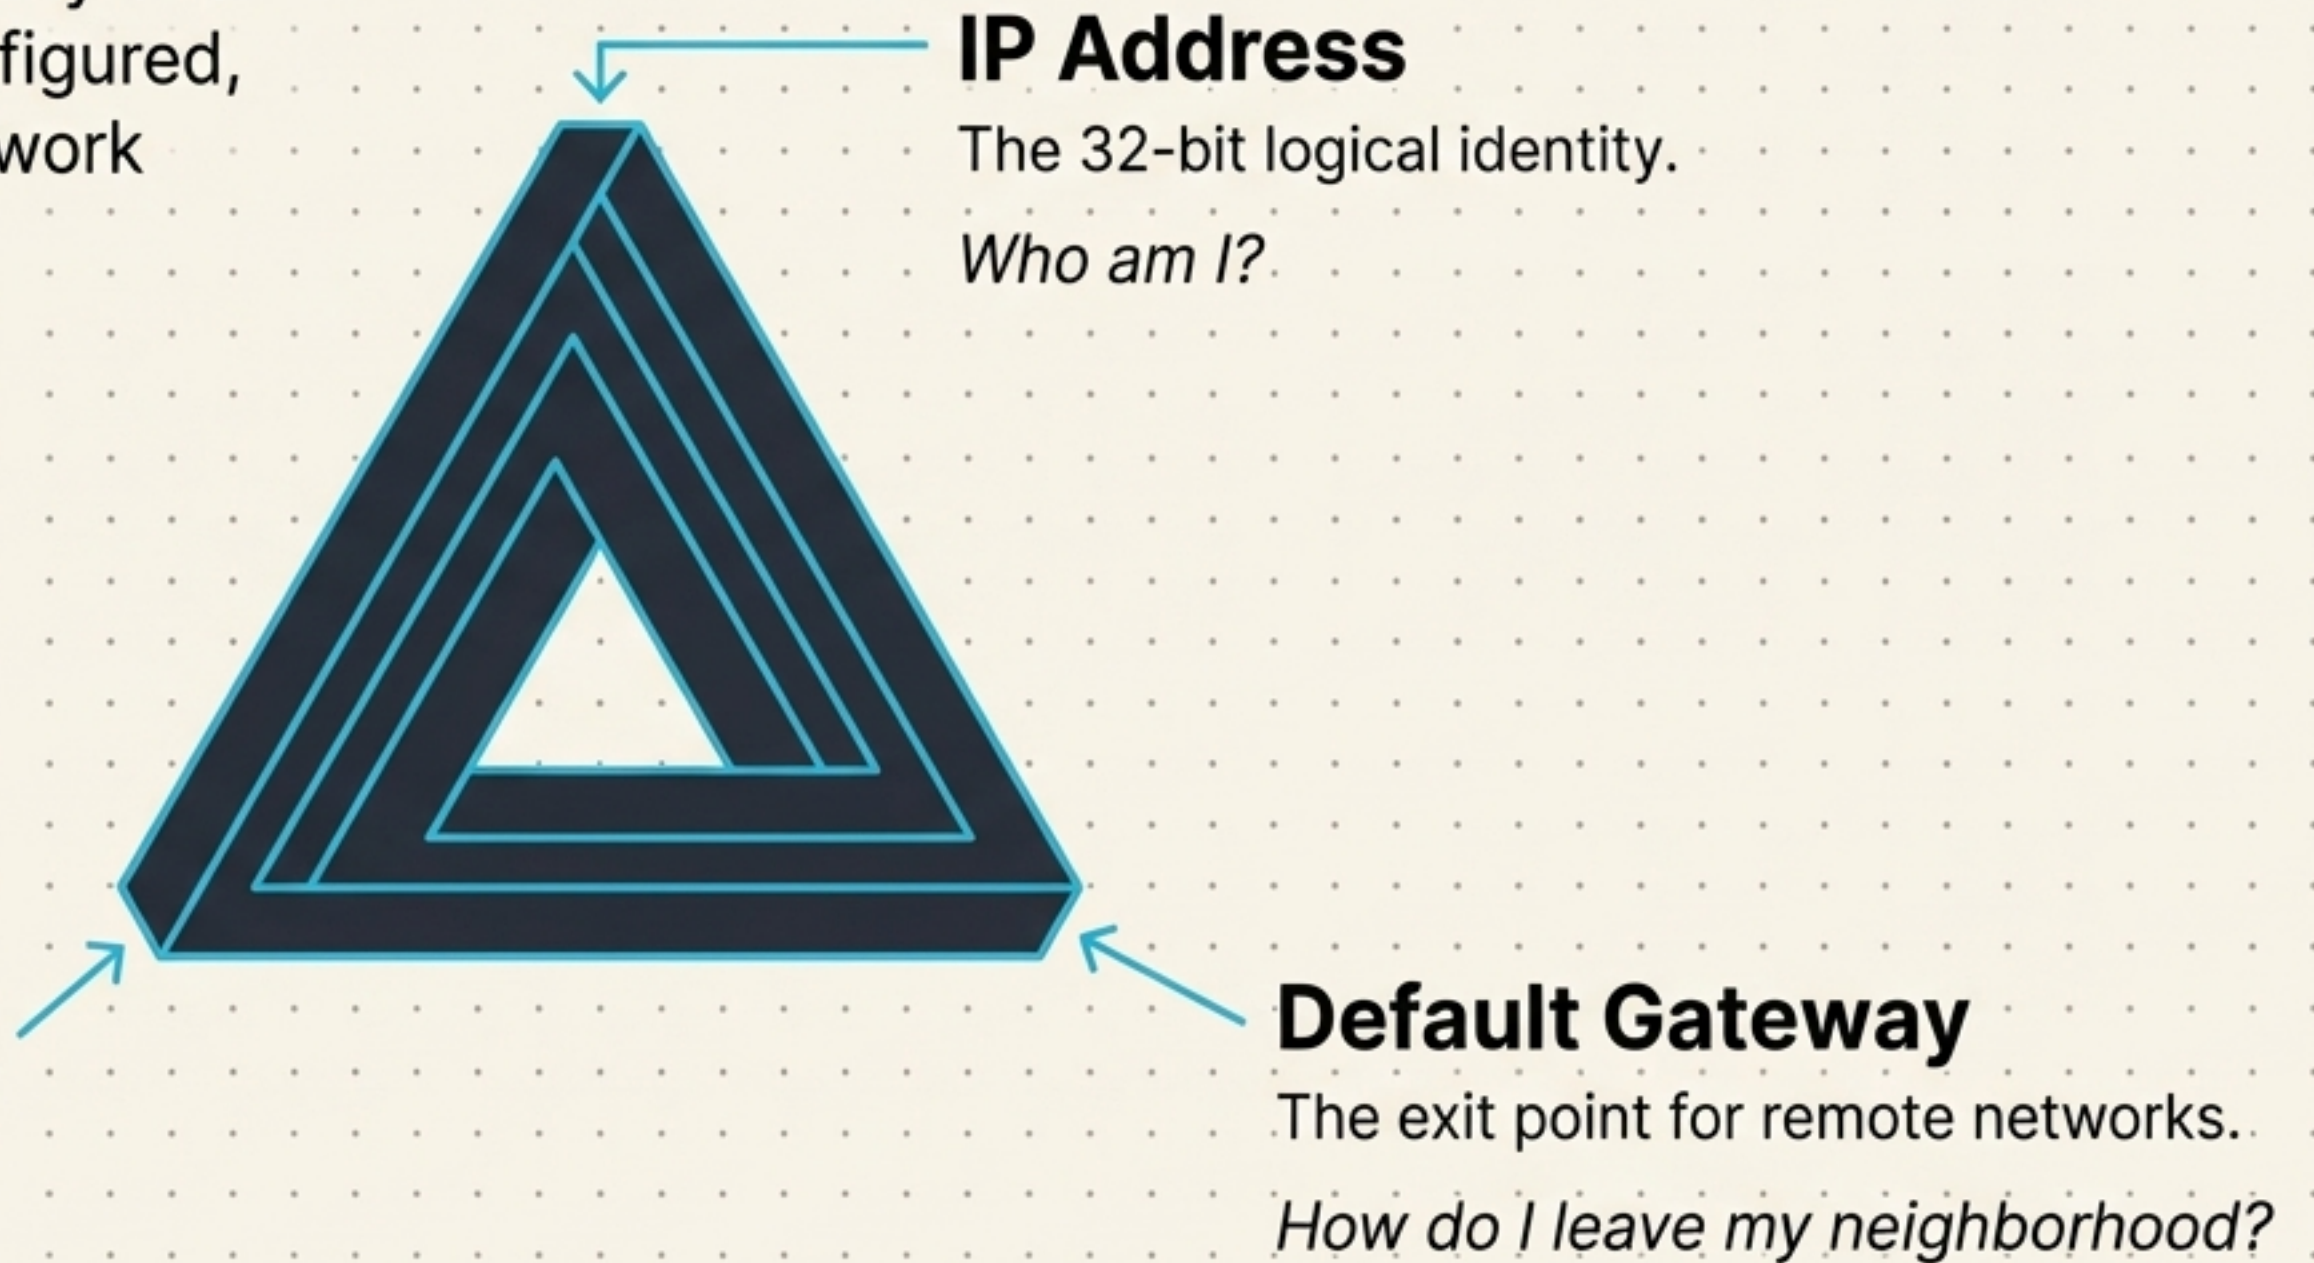 figured,
work
IP Address
The 32-bit logical identity.
Who am I?
Default Gateway
The exit point for remote networks.
How do I leave my neighborhood?